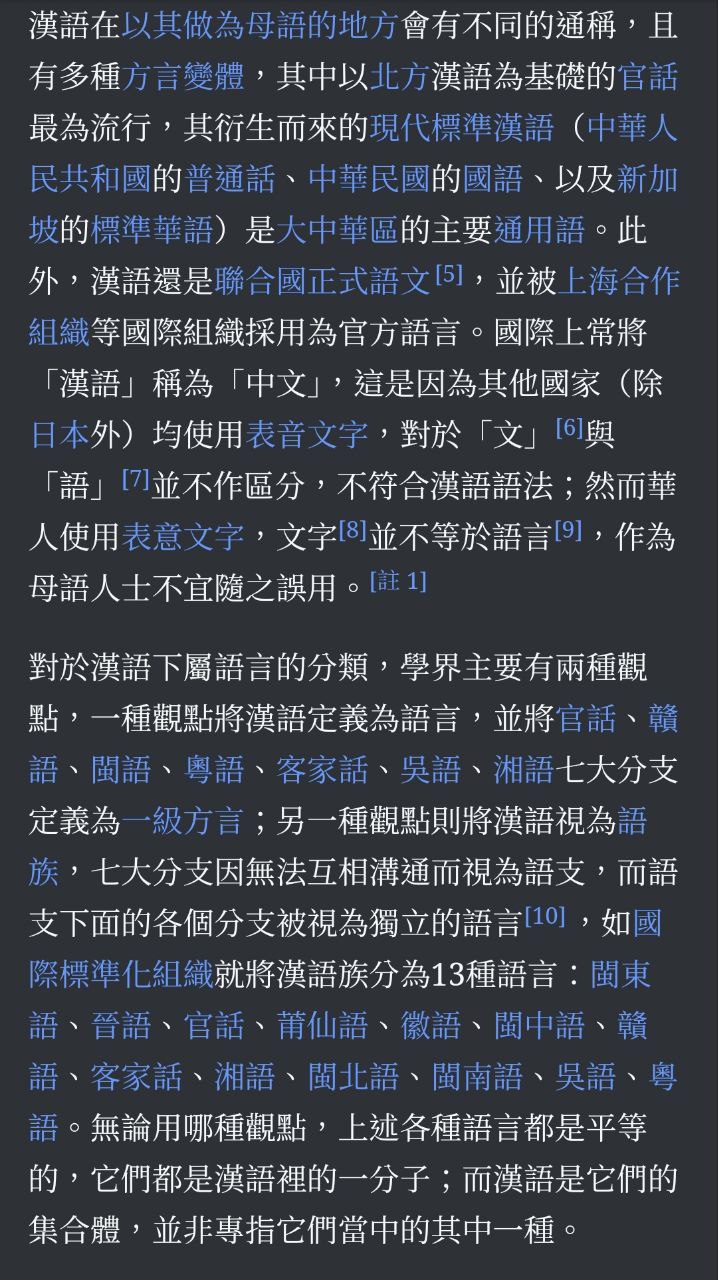 漢語在以其做為母語的地方會有不同的通稱，且
有多種方言變體，其中以北方漢語為基礎的官話
最為流行，其衍生而來的現代標準漢語（中華人
民共和國的普通話、中華民國的國語、以及新加
坡的標準華語）是大中華區的主要通用語。此
外，漢語還是聯合國正式語文[5]，並被上海合作
組織等國際組織採用為官方語言。國際上常將
「漢語」稱為「中文」，這是因為其他國家（除
日本外）均使用表音文字，對於「文」[6]與
「語」[7]並不作區分，不符合漢語語法；然而華
人使用表意文字，文字[8]並不等於語言[9]，作為
母語人士不宜隨之誤用。[註 1]
對於漢語下屬語言的分類，學界主要有兩種觀
點，一種觀點將漢語定義為語言，並將官話、贛
語、閩語、粵語、客家話、吳語、湘語七大分支
定義為一級方言；另一種觀點則將漢語視為語
族，七大分支因無法互相溝通而視為語支，而語
支下面的各個分支被視為獨立的語言[10]，如國
際標準化組織就將漢語族分為13種語言：閩東
語、晉語、官話、莆仙語、徽語、閩中語、贛
語、客家話、湘語、閩北語、閩南語、吳語、粵
語。無論用哪種觀點，上述各種語言都是平等
的，它們都是漢語裡的一分子；而漢語是它們的
集合體，並非專指它們當中的其中一種。